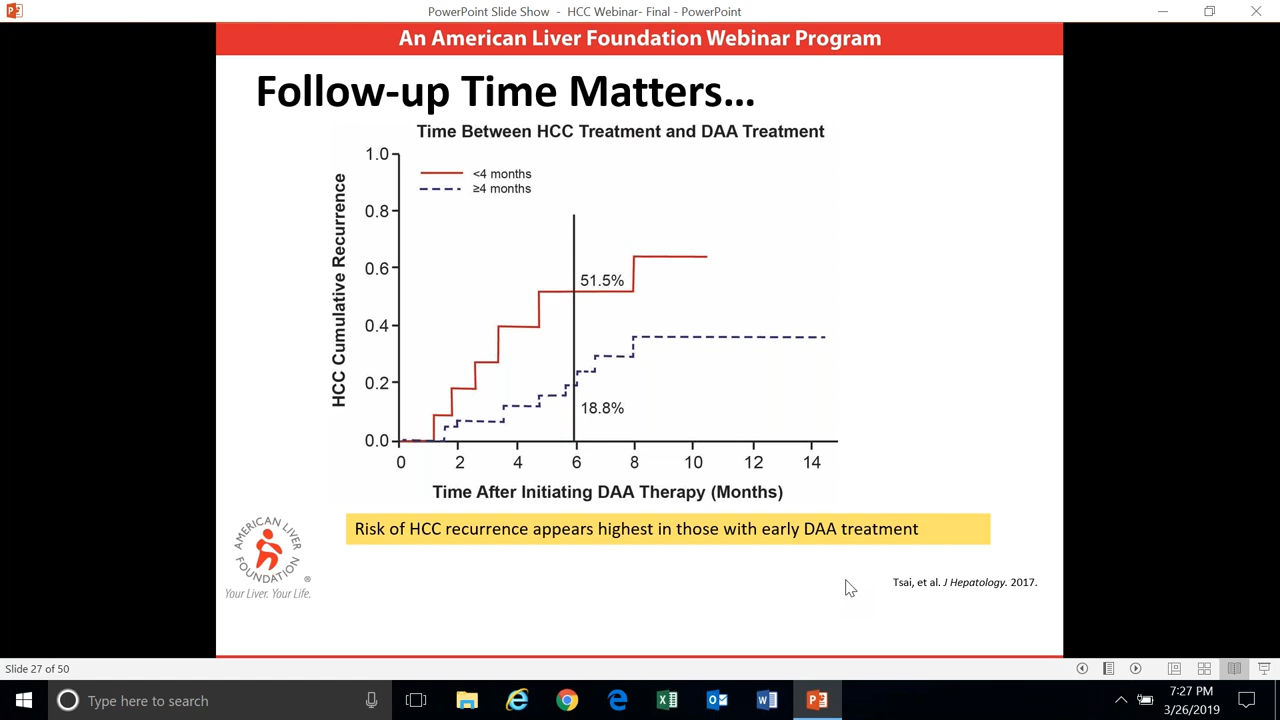 PowerPoint Slide Show - HCC Webinar- Final - PowerPoint
An American Liver Foundation Webinar Program
Follow-up Time Matters...
Time Between HCC Treatment and DAA Treatment
HCC Cumulative Recurrence
1.0
0.8
0.6
0.4
0.2
0.0
<4 months
≥4 months
51.5%
18.8%
0 2 4 6 8 10 12 14
Time After Initiating DAA Therapy (Months)
Risk of HCC recurrence appears highest in those with early DAA treatment
AMERICAN LIVER
FOUNDATION
®
Your Liver. Your Life.
Tsai, et al. J Hepatology. 2017.
Slide 27 of 50
Type here to search
7:27 PM
3/26/2019